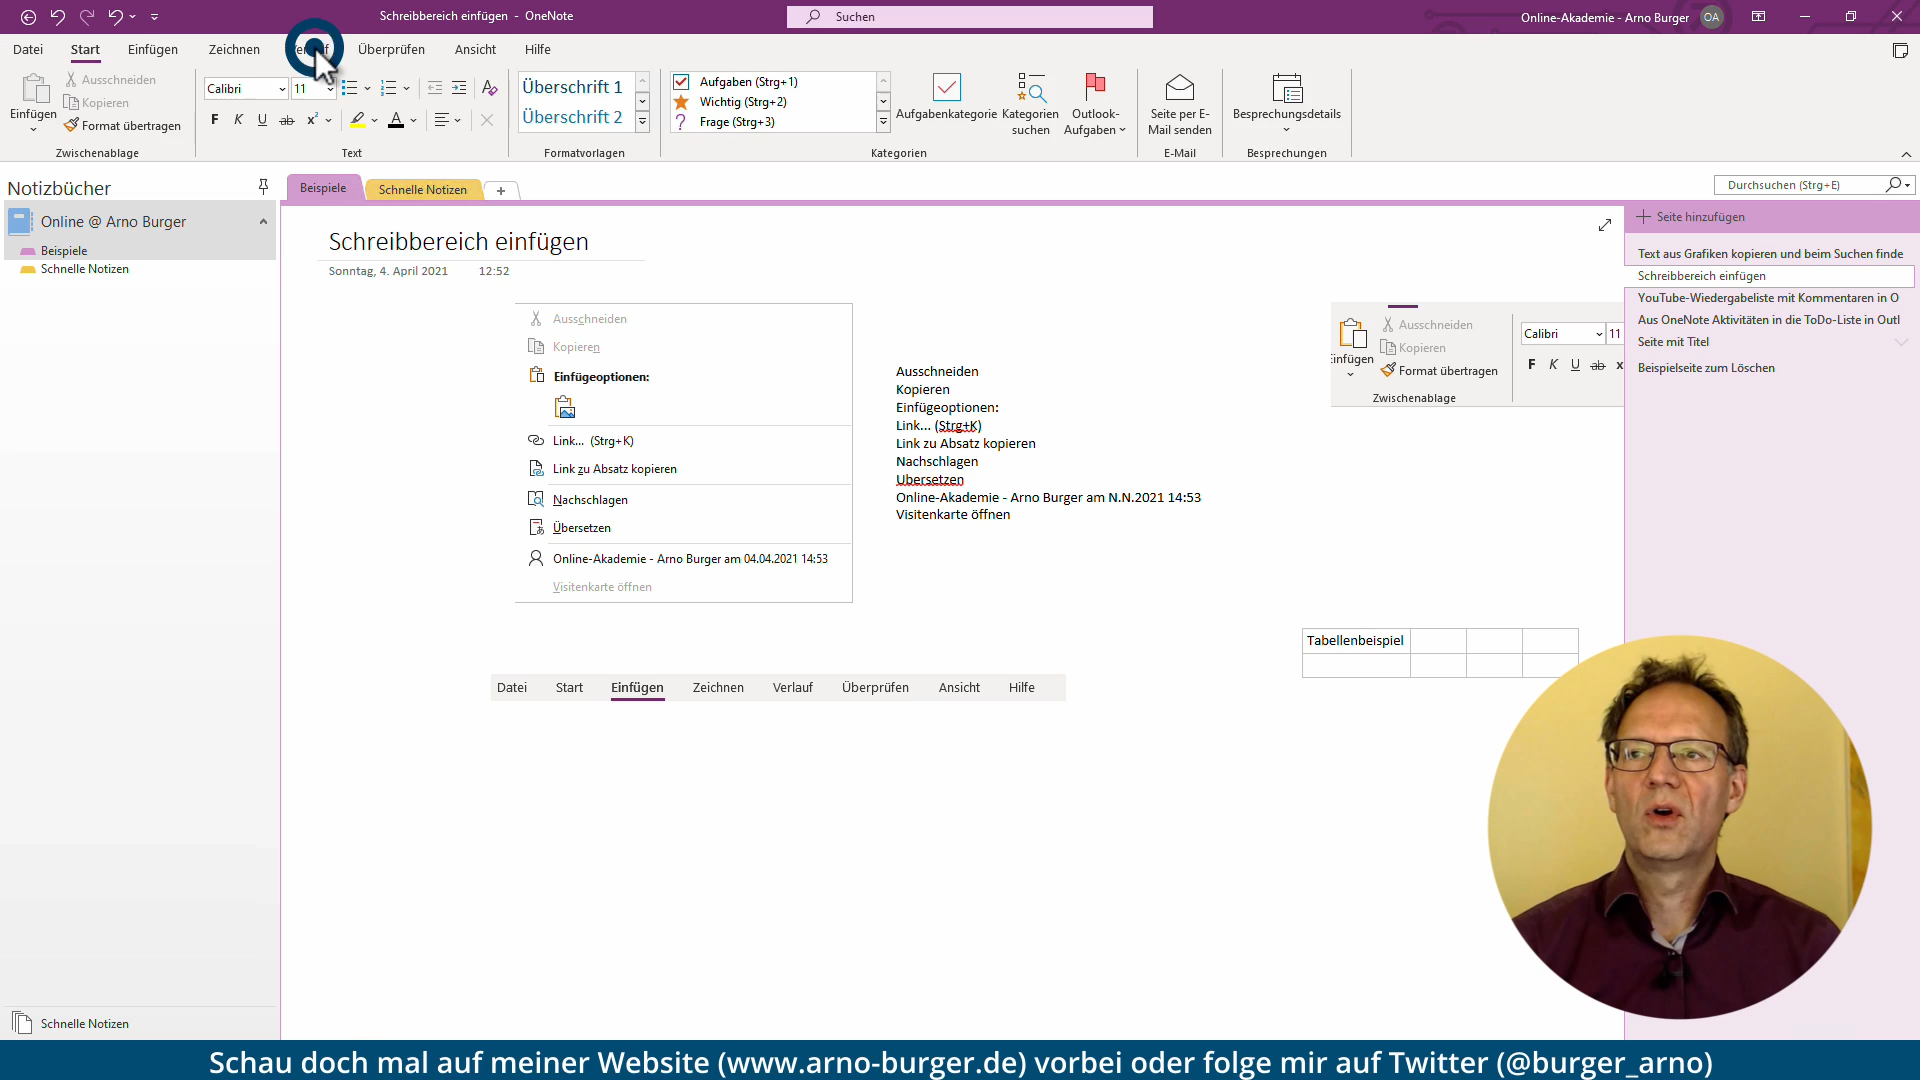 Schreibbereich einfügen - OneNote
Suchen
Online-Akademie - Arno Burger
OA
Datei
Start
Einfügen
Zeichnen
Überprüfen
Ansicht
Hilfe
Einfügen
Ausschneiden
Kopieren
Format übertragen
Zwischenablage
Calibri
11
F K U ab x²
A
Text
Überschrift 1
Überschrift 2
Formatvorlagen
Aufgaben (Strg+1)
Wichtig (Strg+2)
Frage (Strg+3)
Aufgabenkategorie
Kategorien
suchen
Outlook-
Aufgaben
Kategorien
Seite per E-
Mail senden
E-Mail
Besprechungsdetails
Besprechungen
Notizbücher
Online @ Arno Burger
Beispiele
Schnelle Notizen
Beispiele
Schnelle Notizen
+
Durchsuchen (Strg+E)
Schreibbereich einfügen
Sonntag, 4. April 2021 12:52
Ausschneiden
Kopieren
Einfügeoptionen:
Link... (Strg+K)
Link zu Absatz kopieren
Nachschlagen
Übersetzen
Online-Akademie - Arno Burger am 04.04.2021 14:53
Visitenkarte öffnen
Ausschneiden
Kopieren
Einfügeoptionen:
Link... (Strg+K)
Link zu Absatz kopieren
Nachschlagen
Ubersetzen
Online-Akademie - Arno Burger am N.N.2021 14:53
Visitenkarte öffnen
Ausschneiden
Kopieren
Format übertragen
Zwischenablage
Calibri
11
F K U ab x
Tabellenbeispiel
Datei Start Einfügen Zeichnen Verlauf Überprüfen Ansicht Hilfe
Seite hinzufügen
Text aus Grafiken kopieren und beim Suchen finde
Schreibbereich einfügen
YouTube-Wiedergabeliste mit Kommentaren in O
Aus OneNote Aktivitäten in die ToDo-Liste in Outl
Seite mit Titel
Beispielseite zum Löschen
Schnelle Notizen
Schau doch mal auf meiner Website (www.arno-burger.de) vorbei oder folge mir auf Twitter (@burger_arno)